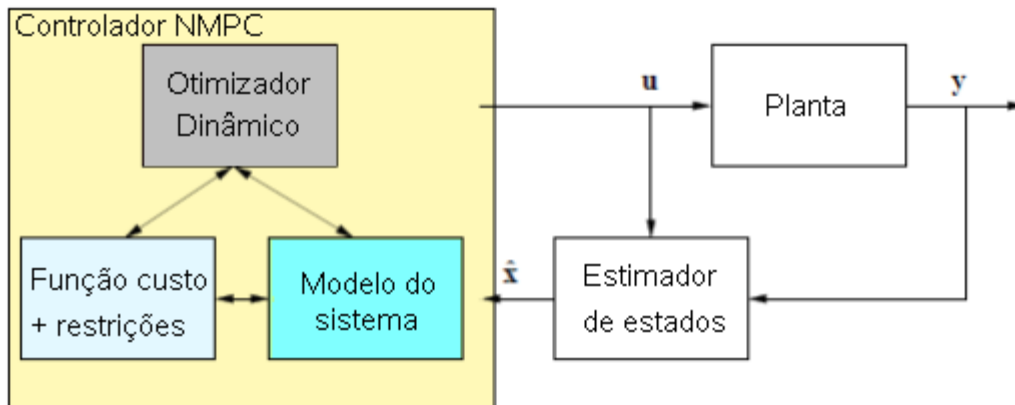 Controlador NMPC
Otimizador
Dinâmico
u
Planta
y
Função custo
+ restrições
Modelo do
sistema
x̂
Estimador
de estados